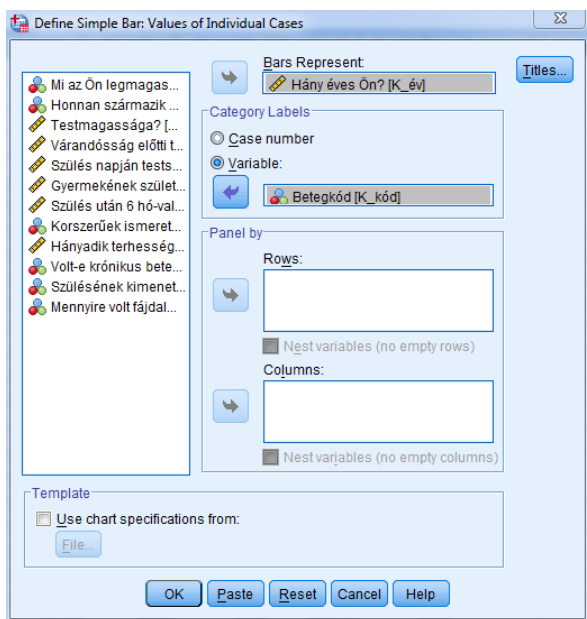 Define Simple Bar: Values of Individual Cases
Mi az Ön legmagas...
Honnan származik ...
Testmagassága? [...
Várandósság előtti t...
Szülés napján tests...
Gyermekének szület...
Szülés után 6 hó-val...
Korszerűek ismeret...
Hányadik terhesség...
Volt-e krónikus bete...
Szülésének kimenet...
Mennyire volt fájdal...
Bars Represent:
Hány éves Ön? [K_év]
Titles...
Category Labels
Case number
Variable:
Betegkód [K_kód]
Panel by
Rows:
Nest variables (no empty rows)
Columns:
Nest variables (no empty columns)
Template
Use chart specifications from:
File...
OK Paste Reset Cancel Help